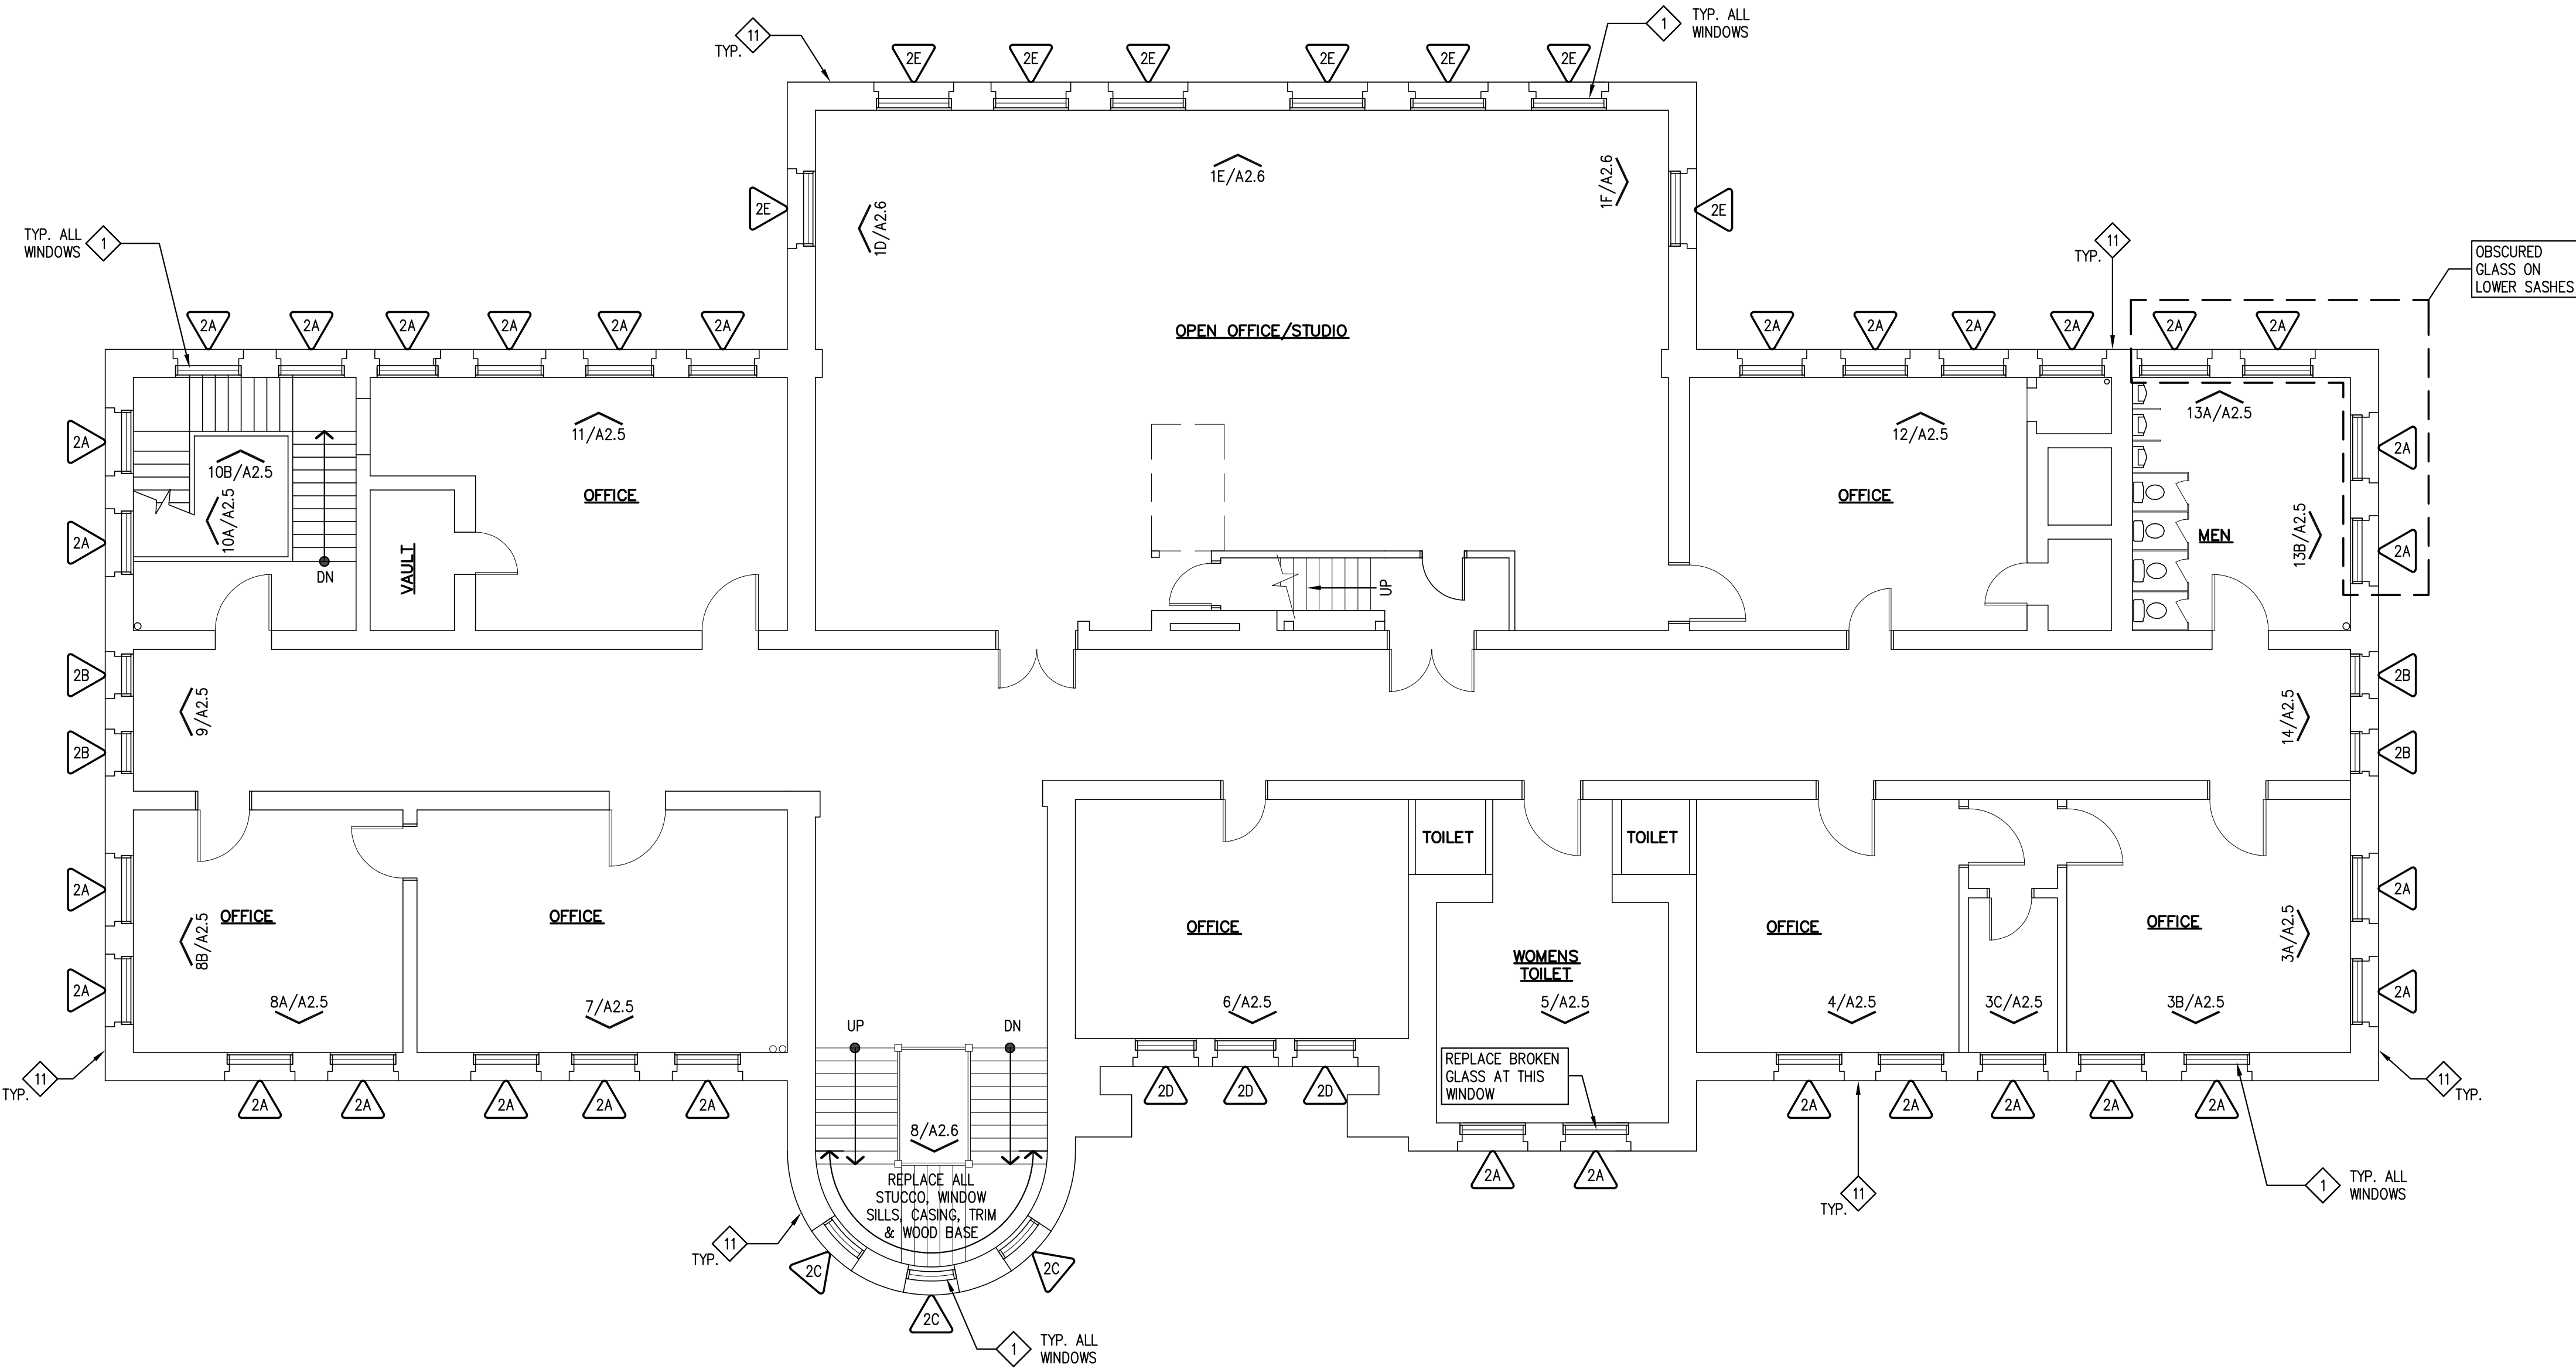 TYP. ALL
WINDOWS
1
11
TYP.
2E
2E
2E
2E
2E
2E
1
TYP. ALL
WINDOWS
2E
1D/A2.6
1E/A2.6
1F/A2.6
2E
OPEN OFFICE/STUDIO
11
TYP.
OBSCURED
GLASS ON
LOWER SASHES
2A
2A
2A
2A
2A
2A
2A
2A
2A
2A
2A
2A
2A
2A
10B/A2.5
10A/A2.5
DN
VAULT
11/A2.5
OFFICE
UP
12/A2.5
OFFICE
13A/A2.5
13B/A2.5
MEN
2A
2A
2B
2B
9/A2.5
14/A2.5
2B
2B
2A
2A
OFFICE
8B/A2.5
8A/A2.5
OFFICE
7/A2.5
UP
DN
8/A2.6
REPLACE ALL
STUCCO, WINDOW
SILLS, CASING, TRIM
& WOOD BASE
OFFICE
6/A2.5
TOILET
TOILET
WOMENS
TOILET
5/A2.5
REPLACE BROKEN
GLASS AT THIS
WINDOW
OFFICE
4/A2.5
3C/A2.5
OFFICE
3A/A2.5
3B/A2.5
2A
2A
11
TYP.
2A
2A
2A
2A
2A
2D
2D
2D
2A
2A
2A
2A
2A
2A
2A
11
TYP.
11
TYP.
11
TYP.
2C
2C
2C
1
TYP. ALL
WINDOWS
1
TYP. ALL
WINDOWS